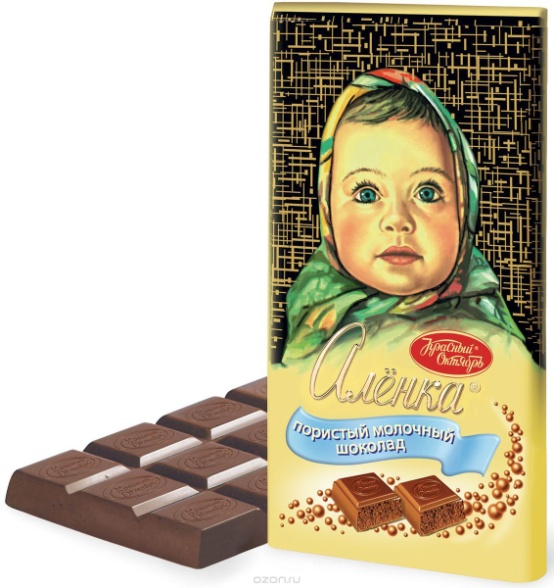 Красный
Октябрь
Алёнка®
пористый молочный
шоколад
ozon.ru